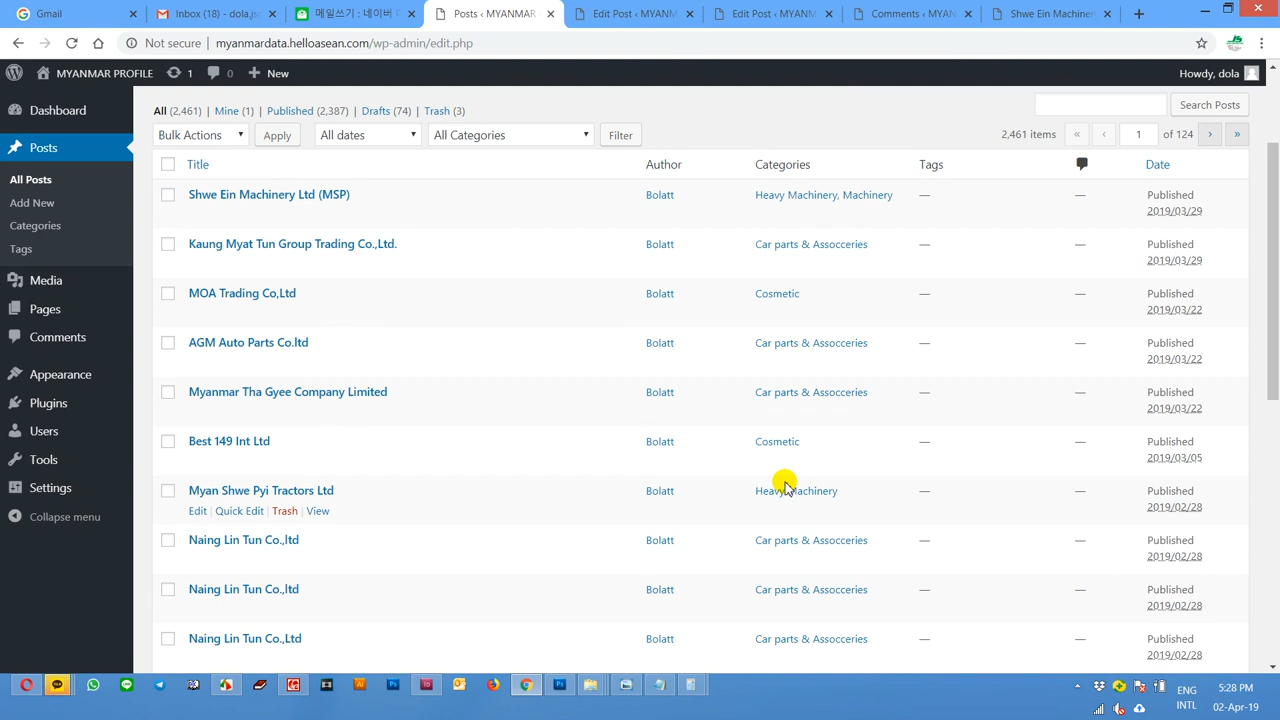 Gmail
Inbox (18) - dola.jsc
메일쓰기 : 네이버 메
Posts ‹ MYANMAR
Edit Post ‹ MYANM
Edit Post ‹ MYANM
Comments ‹ MYAN
Shwe Ein Machiner
Not secure myanmardata.helloasean.com/wp-admin/edit.php
MYANMAR PROFILE 1 0 New Howdy, dola
Dashboard
Posts
All Posts
Add New
Categories
Tags
Media
Pages
Comments
Appearance
Plugins
Users
Tools
Settings
Collapse menu
All (2,461) | Mine (1) | Published (2,387) | Drafts (74) | Trash (3)
Search Posts
Bulk Actions Apply All dates All Categories Filter 2,461 items « ‹ 1 of 124 › »
Title Author Categories Tags Date
Shwe Ein Machinery Ltd (MSP) Bolatt Heavy Machinery, Machinery — — Published
2019/03/29
Kaung Myat Tun Group Trading Co.,Ltd. Bolatt Car parts & Assocceries — — Published
2019/03/29
MOA Trading Co,Ltd Bolatt Cosmetic — — Published
2019/03/22
AGM Auto Parts Co.ltd Bolatt Car parts & Assocceries — — Published
2019/03/22
Myanmar Tha Gyee Company Limited Bolatt Car parts & Assocceries — — Published
2019/03/22
Best 149 Int Ltd Bolatt Cosmetic — — Published
2019/03/05
Myan Shwe Pyi Tractors Ltd Bolatt Heavy Machinery — — Published
Edit | Quick Edit | Trash | View 2019/02/28
Naing Lin Tun Co.,ltd Bolatt Car parts & Assocceries — — Published
2019/02/28
Naing Lin Tun Co.,ltd Bolatt Car parts & Assocceries — — Published
2019/02/28
Naing Lin Tun Co.,Ltd Bolatt Car parts & Assocceries — — Published
2019/02/28
ENG 5:28 PM
INTL 02-Apr-19